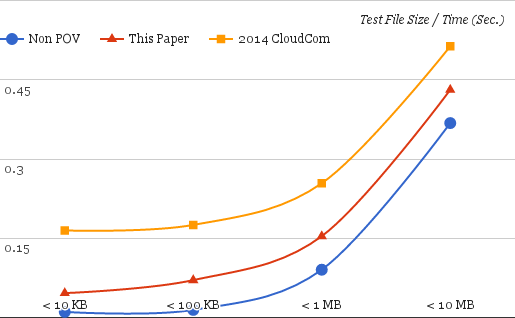 Test File Size / Time (Sec.)
Non POV This Paper 2014 CloudCom
0.45
0.3
0.15
< 10 KB < 100 KB < 1 MB < 10 MB